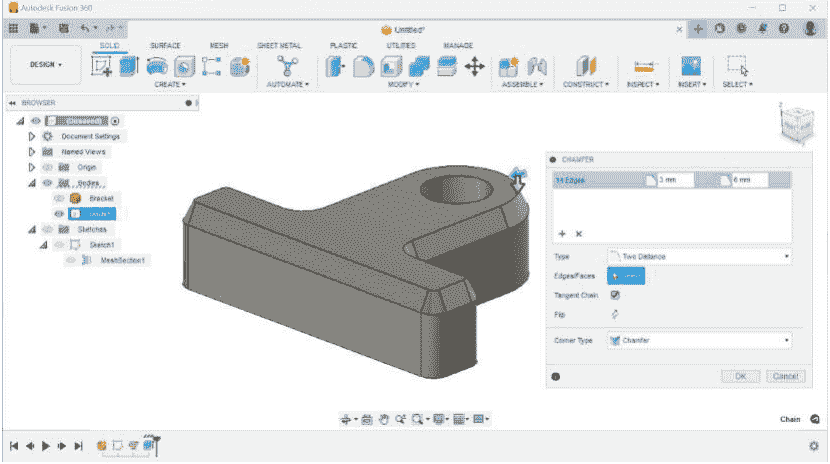 Autodesk Fusion 360
Untitled*
SOLID SURFACE MESH SHEET METAL PLASTIC UTILITIES MANAGE
DESIGN
CREATE AUTOMATE MODIFY ASSEMBLE CONSTRUCT INSPECT INSERT SELECT
BROWSER
Document Settings
Named Views
Origin
Bodies
Bracket
Sketches
Sketch1
MeshSection1
CHAMFER
14 Edges 3 mm 6 mm
Type Two Distance
Edges/Faces
Tangent Chain
Flip
Corner Type Chamfer
OK Cancel
Chain